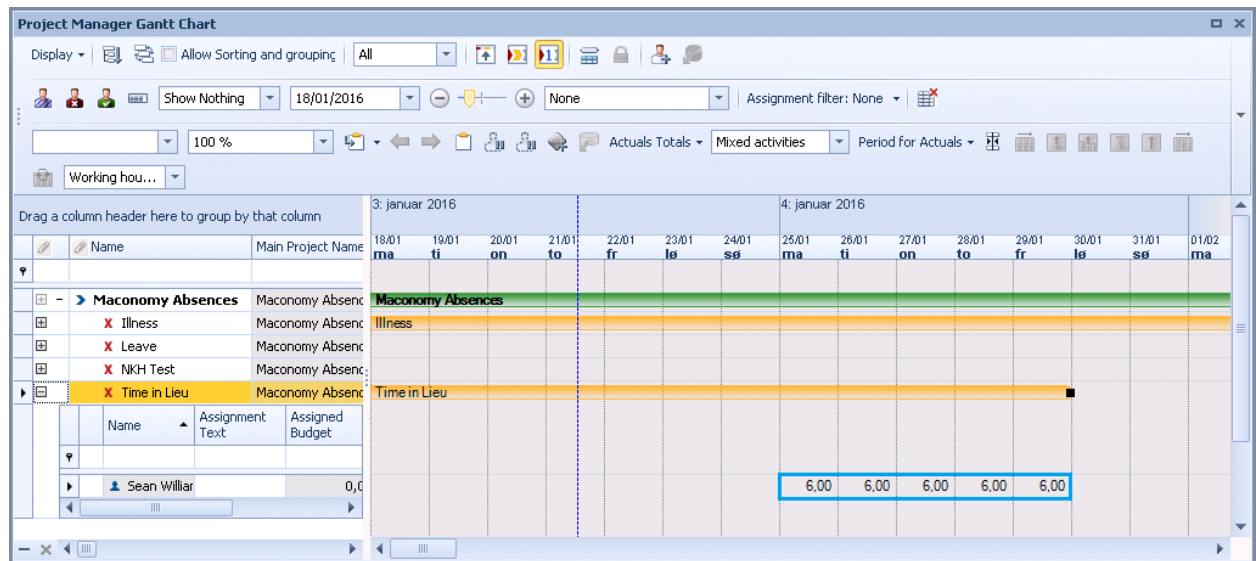 Project Manager Gantt Chart
Display Allow Sorting and grouping All
Show Nothing 18/01/2016 None Assignment filter: None
100 % Actuals Totals Mixed activities Period for Actuals
Working hou...
Drag a column header here to group by that column 3: januar 2016 4: januar 2016
Name Main Project Name 18/01 19/01 20/01 21/01 22/01 23/01 24/01 25/01 26/01 27/01 28/01 29/01 30/01 31/01 01/02
ma ti on to fr lø sø ma ti on to fr lø sø ma
Maconomy Absences Maconomy Absenc Maconomy Absences
Illness Maconomy Absenc Illness
Leave Maconomy Absenc
NKH Test Maconomy Absenc
Time in Lieu Maconomy Absenc Time in Lieu
Name Assignment Text Assigned Budget
Sean Williar 0,0 6,00 6,00 6,00 6,00 6,00